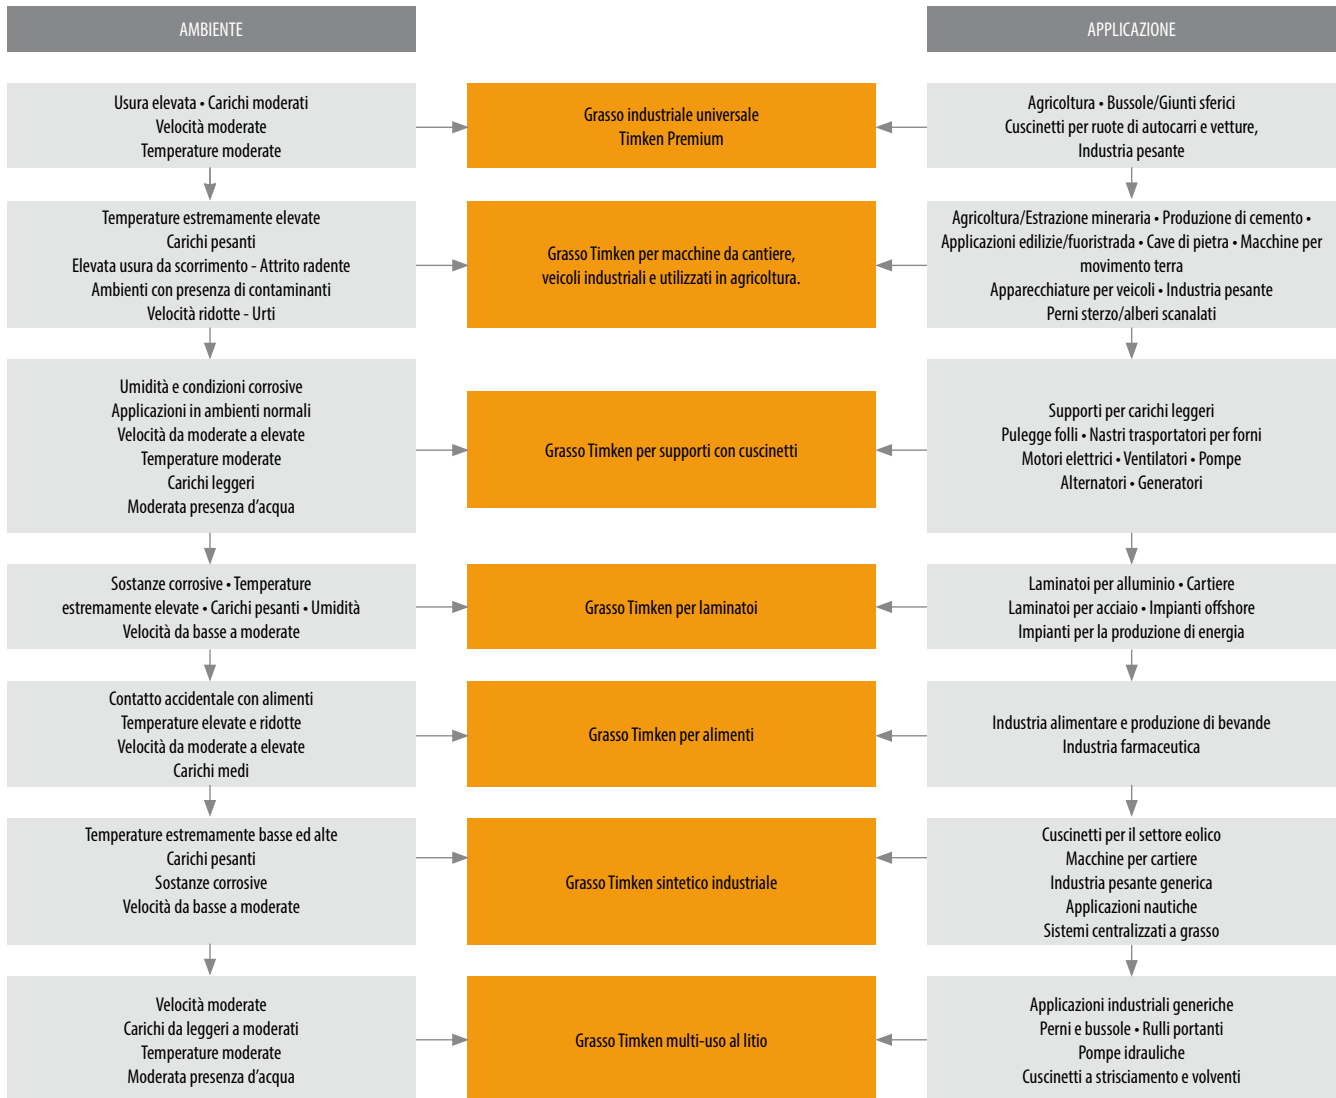 AMBIENTE
APPLICAZIONE
Usura elevata • Carichi moderati
Velocità moderate
Temperature moderate
Grasso industriale universale
Timken Premium
Agricoltura • Bussole/Giunti sferici
Cuscinetti per ruote di autocarri e vetture,
Industria pesante
Temperature estremamente elevate
Carichi pesanti
Elevata usura da scorrimento - Attrito radente
Ambienti con presenza di contaminanti
Velocità ridotte - Urti
Grasso Timken per macchine da cantiere,
veicoli industriali e utilizzati in agricoltura.
Agricoltura/Estrazione mineraria • Produzione di cemento •
Applicazioni edilizie/fuoristrada • Cave di pietra • Macchine per
movimento terra
Apparecchiature per veicoli • Industria pesante
Perni sterzo/alberi scanalati
Umidità e condizioni corrosive
Applicazioni in ambienti normali
Velocità da moderate a elevate
Temperature moderate
Carichi leggeri
Moderata presenza d’acqua
Grasso Timken per supporti con cuscinetti
Supporti per carichi leggeri
Pulegge folli • Nastri trasportatori per forni
Motori elettrici • Ventilatori • Pompe
Alternatori • Generatori
Sostanze corrosive • Temperature
estremamente elevate • Carichi pesanti • Umidità
Velocità da basse a moderate
Grasso Timken per laminatoi
Laminatoi per alluminio • Cartiere
Laminatoi per acciaio • Impianti offshore
Impianti per la produzione di energia
Contatto accidentale con alimenti
Temperature elevate e ridotte
Velocità da moderate a elevate
Carichi medi
Grasso Timken per alimenti
Industria alimentare e produzione di bevande
Industria farmaceutica
Temperature estremamente basse ed alte
Carichi pesanti
Sostanze corrosive
Velocità da basse a moderate
Grasso Timken sintetico industriale
Cuscinetti per il settore eolico
Macchine per cartiere
Industria pesante generica
Applicazioni nautiche
Sistemi centralizzati a grasso
Velocità moderate
Carichi da leggeri a moderati
Temperature moderate
Moderata presenza d’acqua
Grasso Timken multi-uso al litio
Applicazioni industriali generiche
Perni e bussole • Rulli portanti
Pompe idrauliche
Cuscinetti a strisciamento e volventi